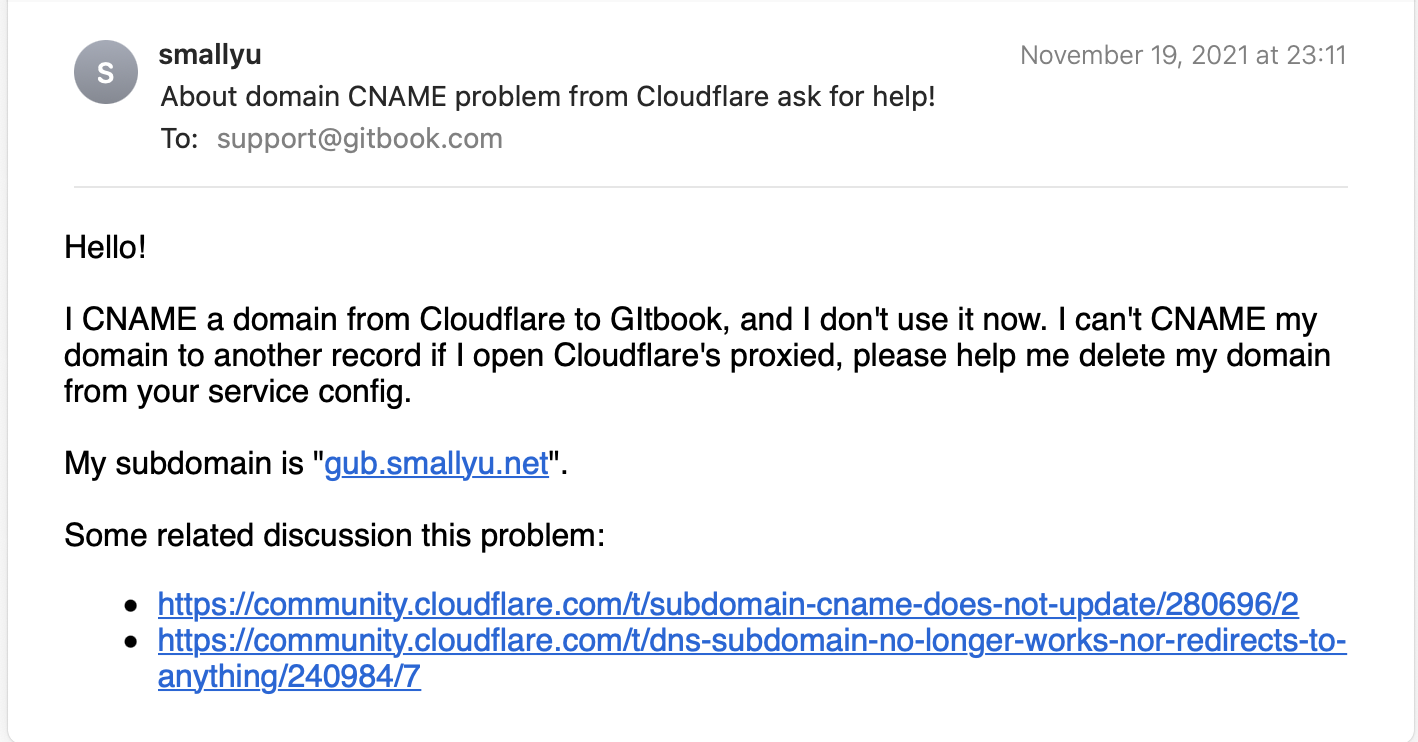 S
smallyu
November 19, 2021 at 23:11
About domain CNAME problem from Cloudflare ask for help!
To: support@gitbook.com
Hello!
I CNAME a domain from Cloudflare to GItbook, and I don't use it now. I can't CNAME my
domain to another record if I open Cloudflare's proxied, please help me delete my domain
from your service config.
My subdomain is "gub.smallyu.net".
Some related discussion this problem:
• https://community.cloudflare.com/t/subdomain-cname-does-not-update/280696/2
• https://community.cloudflare.com/t/dns-subdomain-no-longer-works-nor-redirects-to-
anything/240984/7